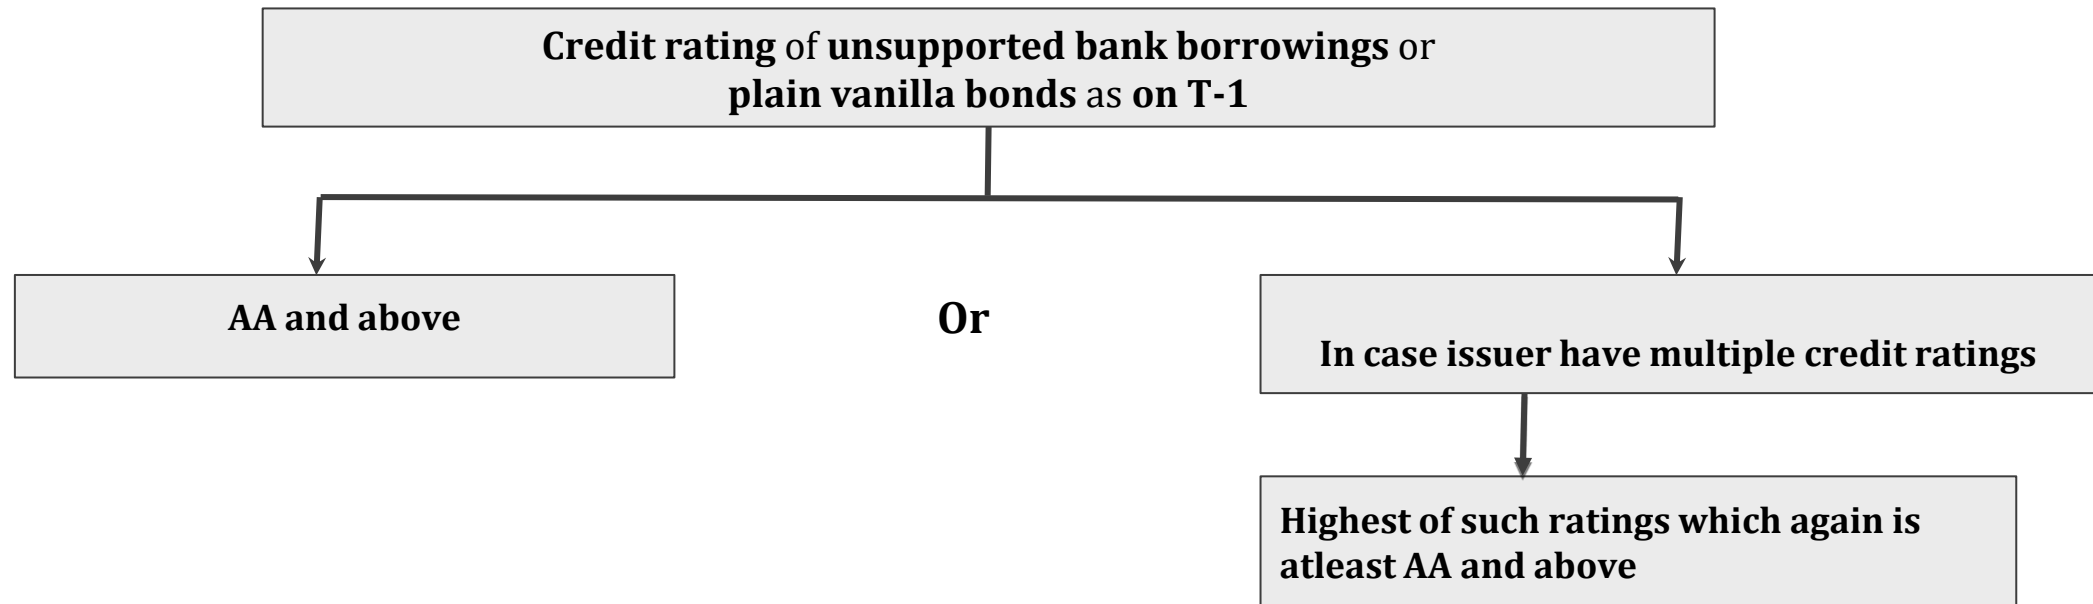 Credit rating of unsupported bank borrowings or
plain vanilla bonds as on T-1
AA and above
Or
In case issuer have multiple credit ratings
Highest of such ratings which again is
atleast AA and above